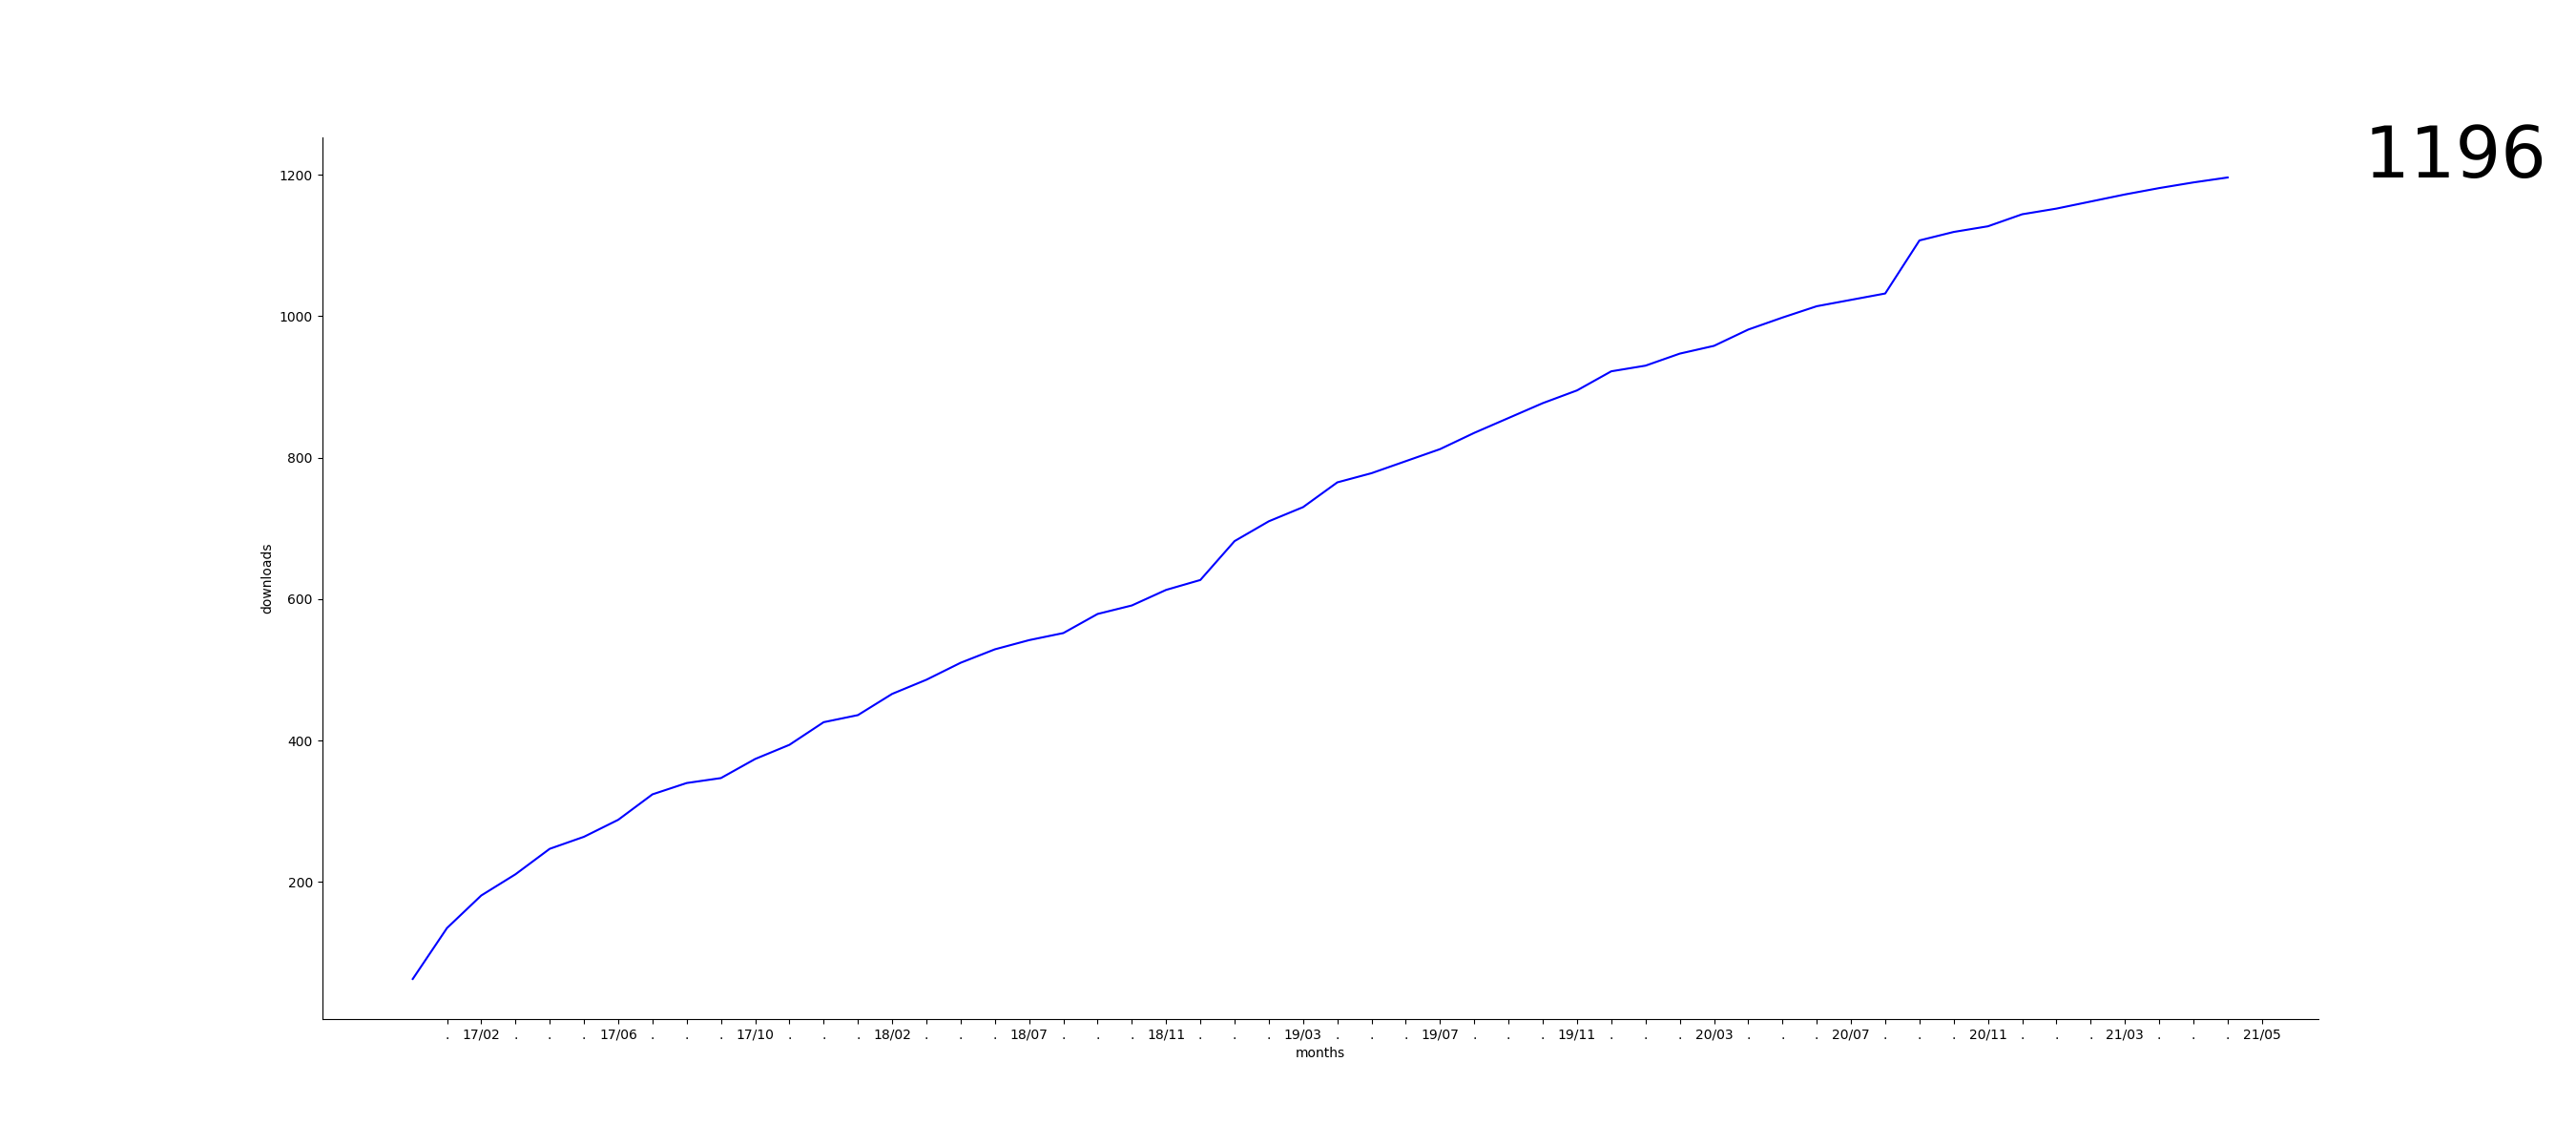 1196
1200
1000
800
600
400
200
downloads
. 17/02 . . . 17/06 . . . 17/10 . . . 18/02 . . . 18/07 . . . 18/11 . . . 19/03 . . . 19/07 . . . 19/11 . . . 20/03 . . . 20/07 . . . 20/11 . . . 21/03 . . . 21/05
months